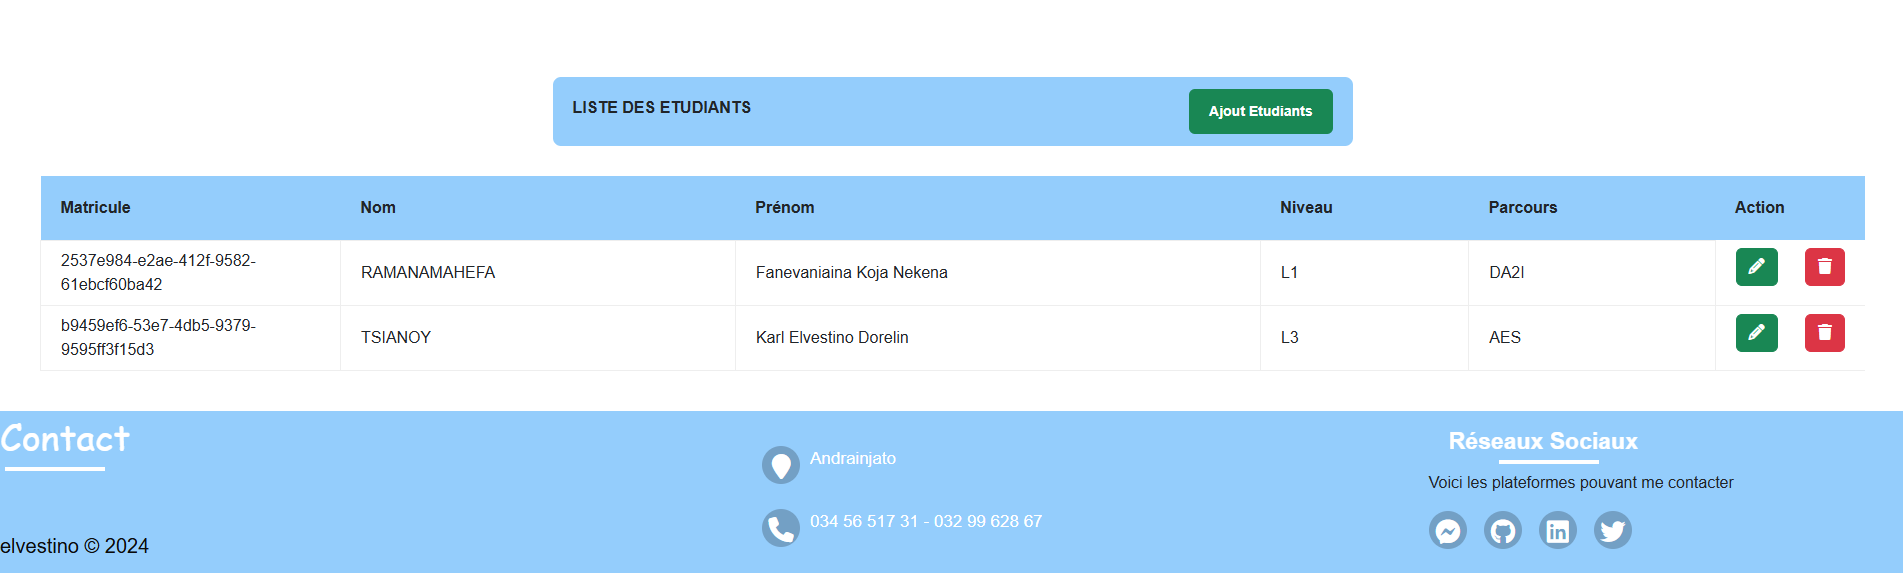 LISTE DES ETUDIANTS
Ajout Etudiants
Matricule Nom Prénom Niveau Parcours Action
2537e984-e2ae-412f-9582-
61ebcf60ba42
RAMANAMAHEFA Fanevaniaina Koja Nekena L1 DA2I
b9459ef6-53e7-4db5-9379-
9595ff3f15d3
TSIANOY Karl Elvestino Dorelin L3 AES
Contact
elvestino © 2024
Andrainjato
034 56 517 31 - 032 99 628 67
Réseaux Sociaux
Voici les plateformes pouvant me contacter